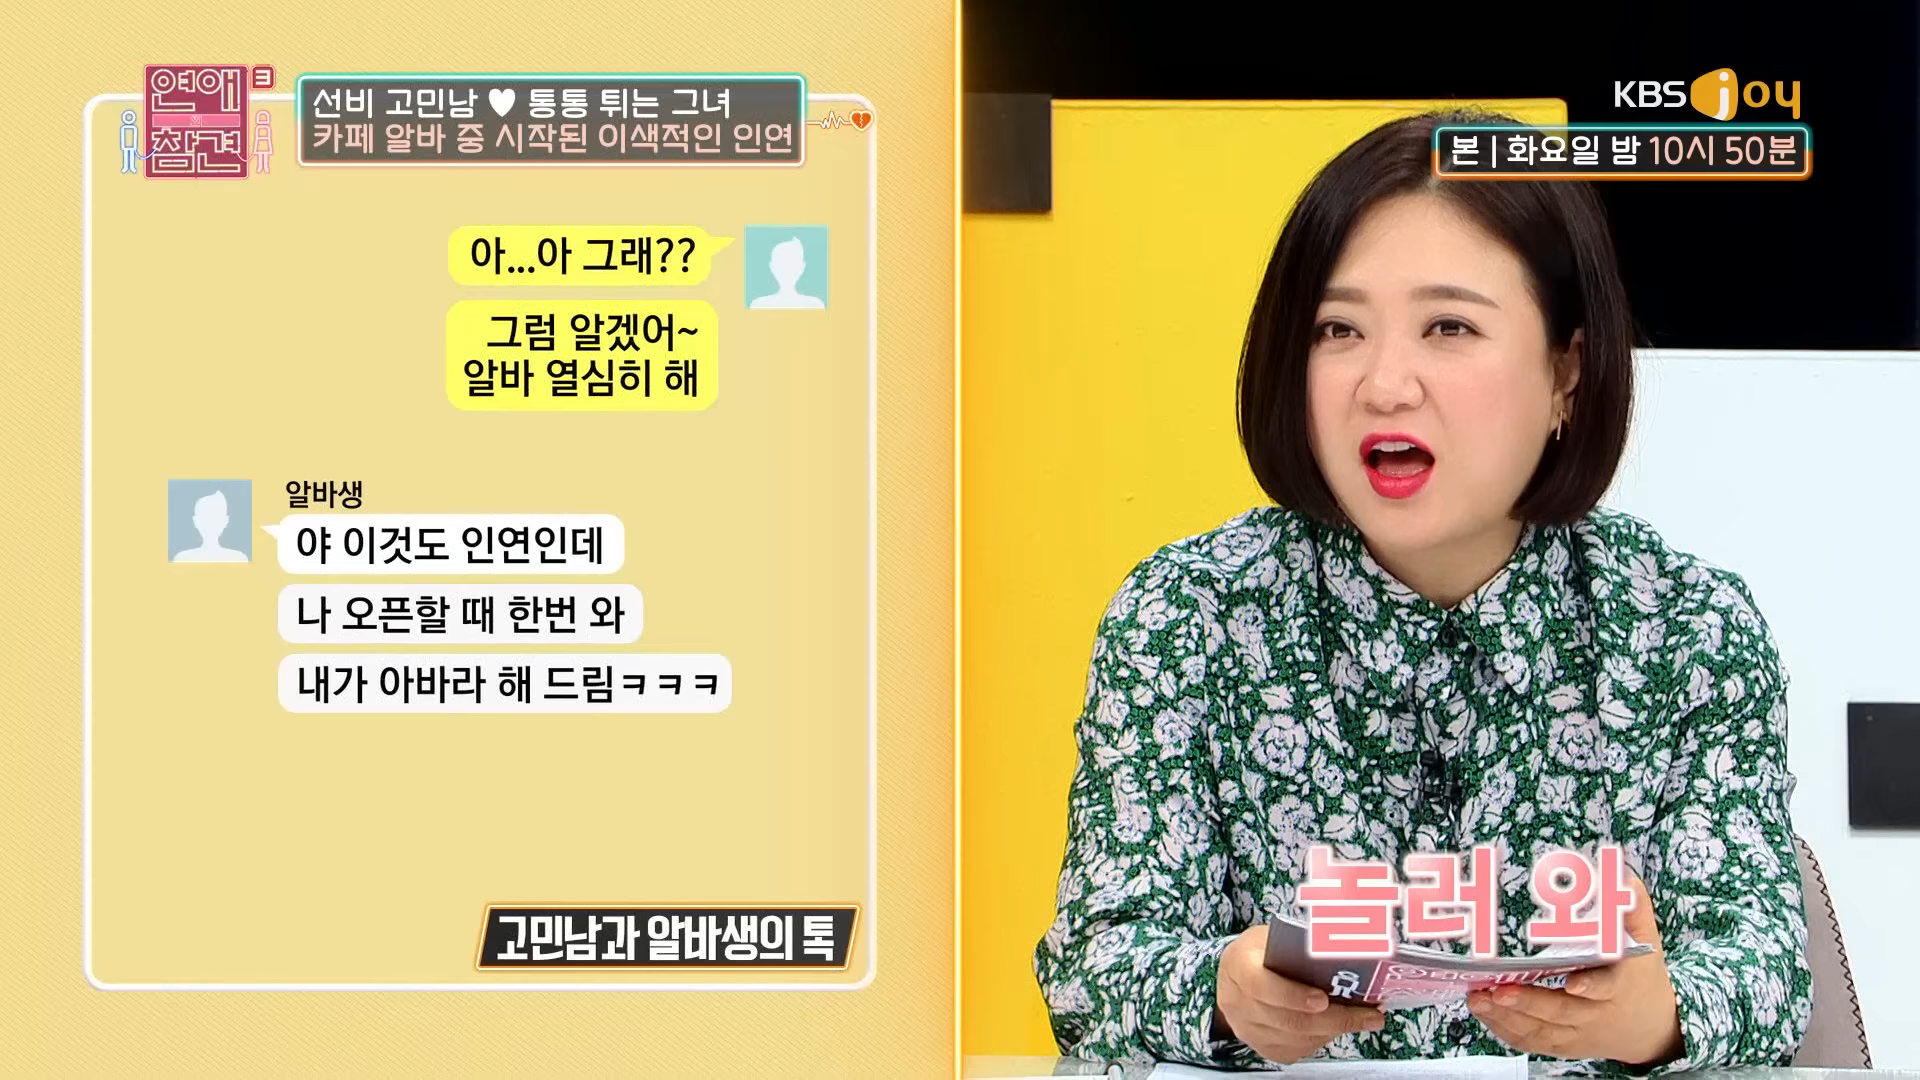 연애의
참견 3
선비 고민남 ♥ 통통 튀는 그녀
카페 알바 중 시작된 이색적인 인연
KBS joy
본 | 화요일 밤 10시 50분
아...아 그래??
그럼 알겠어~
알바 열심히 해
알바생
야 이것도 인연인데
나 오픈할 때 한번 와
내가 아바라 해 드림ㅋㅋㅋ
고민남과 알바생의 톡
놀러 와